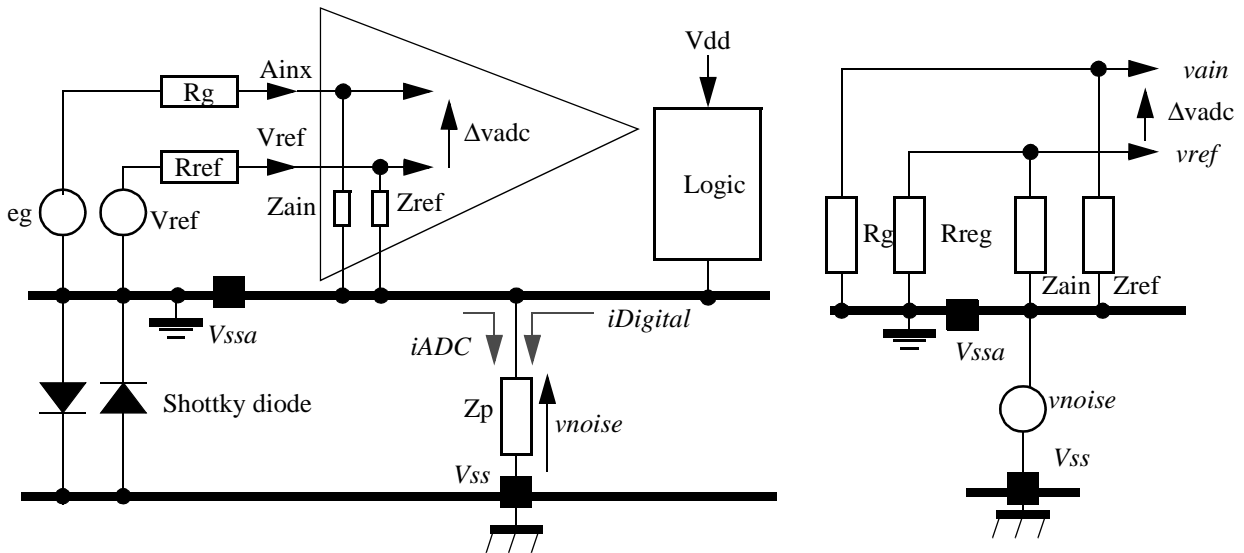 Ainx
Rg
Vref
Rref
Δvadc
Vdd
Logic
eg
Vref
Zain
Zref
Vssa
iADC
iDigital
Shottky diode
Zp
vnoise
Vss
vain
Δvadc
vref
Rg
Rreg
Zain
Zref
Vssa
vnoise
Vss